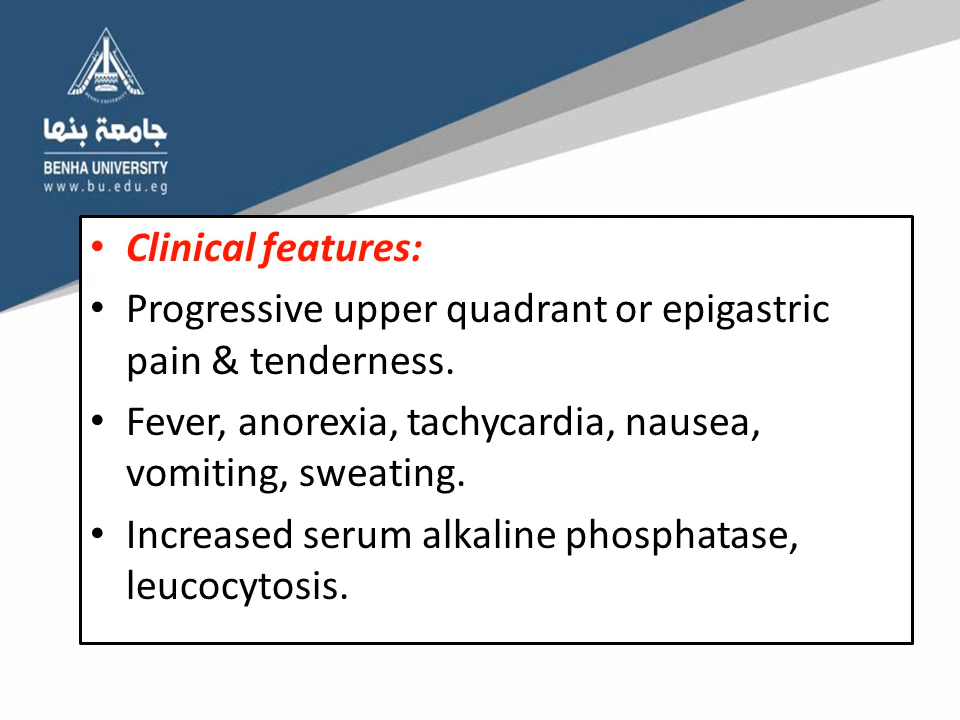 جامعة بنها
BENHA UNIVERSITY
www.bu.edu.eg
• Clinical features:
• Progressive upper quadrant or epigastric
pain & tenderness.
• Fever, anorexia, tachycardia, nausea,
vomiting, sweating.
• Increased serum alkaline phosphatase,
leucocytosis.